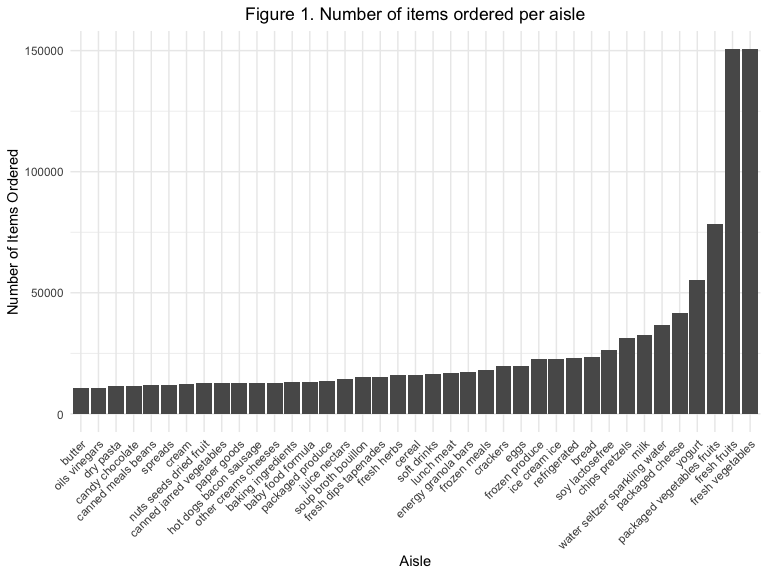 Figure 1. Number of items ordered per aisle
Number of Items Ordered
150000
100000
50000
0
butter
oils vinegars
dry pasta
candy chocolate
canned meals beans
spreads
cream
nuts seeds dried fruit
canned jarred vegetables
paper goods
hot dogs bacon sausage
other creams cheeses
baking ingredients
baby food formula
packaged produce
juice nectars
soup broth bouillon
fresh dips tapenades
fresh herbs
cereal
soft drinks
lunch meat
energy granola bars
frozen meals
crackers
eggs
frozen produce
ice cream ice
refrigerated
bread
soy lactosefree
chips pretzels
milk
water seltzer sparkling water
packaged cheese
yogurt
packaged vegetables fruits
fresh fruits
fresh vegetables
Aisle